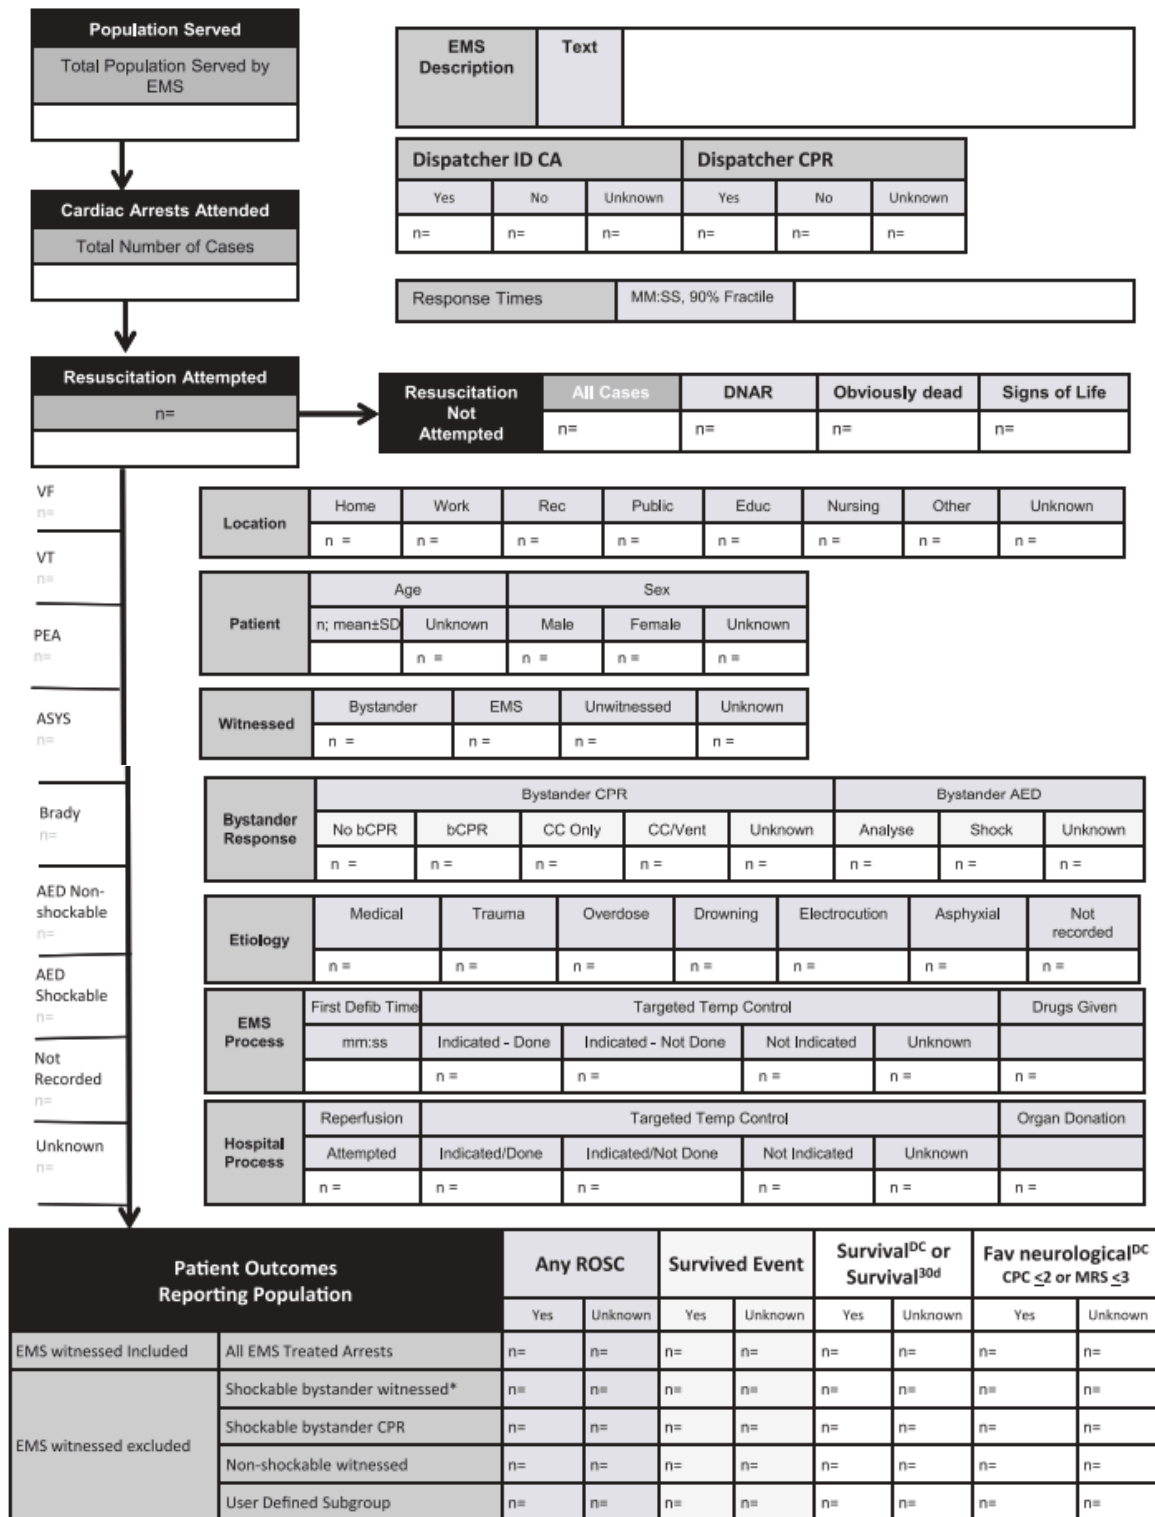 Population Served
Total Population Served by
EMS
EMS
Description
Text
Dispatcher ID CA
Dispatcher CPR
Yes
No
Unknown
Yes
No
Unknown
n=
n=
n=
n=
n=
n=
Cardiac Arrests Attended
Total Number of Cases
Response Times
MM:SS, 90% Fractile
Resuscitation Attempted
n=
Resuscitation
Not
Attempted
All Cases
DNAR
Obviously dead
Signs of Life
n=
n=
n=
n=
VF
n=
VT
n=
PEA
n=
ASYS
n=
Brady
n=
AED Non-
shockable
n=
AED
Shockable
n=
Not
Recorded
n=
Unknown
n=
Location
Home
Work
Rec
Public
Educ
Nursing
Other
Unknown
n =
n =
n =
n =
n =
n =
n =
n =
Patient
Age
Sex
n; mean±SD
Unknown
Male
Female
Unknown
n =
n =
n =
n =
Witnessed
Bystander
EMS
Unwitnessed
Unknown
n =
n =
n =
n =
Bystander
Response
Bystander CPR
Bystander AED
No bCPR
bCPR
CC Only
CC/Vent
Unknown
Analyse
Shock
Unknown
n =
n =
n =
n =
n =
n =
n =
n =
Etiology
Medical
Trauma
Overdose
Drowning
Electrocution
Asphyxial
Not
recorded
n =
n =
n =
n =
n =
n =
n =
EMS
Process
First Defib Time
Targeted Temp Control
Drugs Given
mm:ss
Indicated - Done
Indicated - Not Done
Not Indicated
Unknown
n =
n =
n =
n =
n =
Hospital
Process
Reperfusion
Targeted Temp Control
Organ Donation
Attempted
Indicated/Done
Indicated/Not Done
Not Indicated
Unknown
n =
n =
n =
n =
n =
n =
Patient Outcomes
Reporting Population
Any ROSC
Survived Event
Survival^DC or
Survival^30d
Fav neurological^DC
CPC ≤2 or MRS ≤3
Yes
Unknown
Yes
Unknown
Yes
Unknown
Yes
Unknown
EMS witnessed Included
All EMS Treated Arrests
n=
n=
n=
n=
n=
n=
n=
n=
EMS witnessed excluded
Shockable bystander witnessed*
n=
n=
n=
n=
n=
n=
n=
n=
Shockable bystander CPR
n=
n=
n=
n=
n=
n=
n=
n=
Non-shockable witnessed
n=
n=
n=
n=
n=
n=
n=
n=
User Defined Subgroup
n=
n=
n=
n=
n=
n=
n=
n=